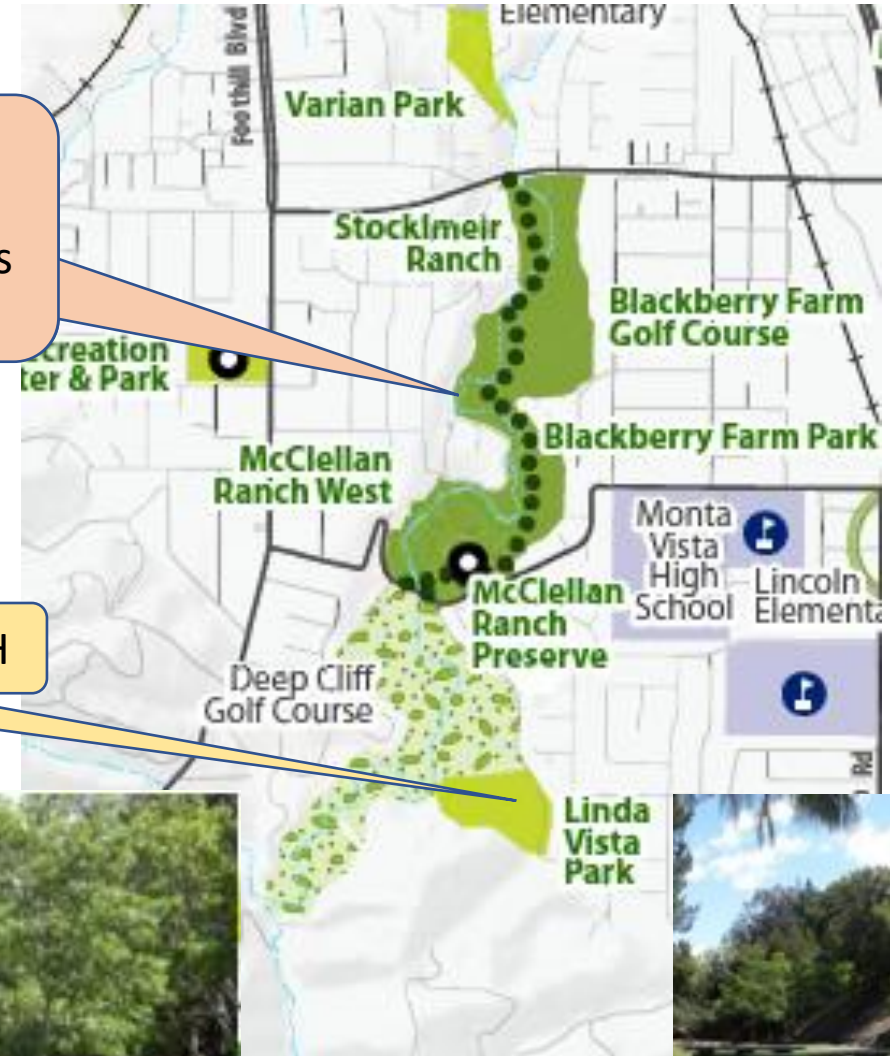 Elementary
Foothill Blvd
Varian Park
s
Stocklmeir
Ranch
Blackberry Farm
Golf Course
creation
ter & Park
Blackberry Farm Park
McClellan
Ranch West
Monta
Vista
High
School
Lincoln
Elementa
McClellan
Ranch
Preserve
H
Deep Cliff
Golf Course
Rd
Linda
Vista
Park